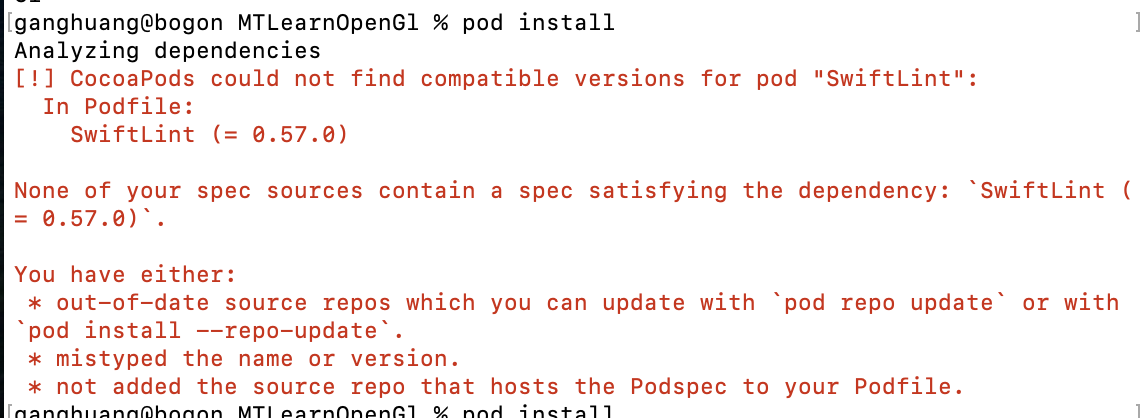 [ganghuang@bogon MTLearnOpenGl % pod install ]
Analyzing dependencies
[!] CocoaPods could not find compatible versions for pod "SwiftLint":
  In Podfile:
    SwiftLint (= 0.57.0)
None of your spec sources contain a spec satisfying the dependency: `SwiftLint (
= 0.57.0)`.
You have either:
 * out-of-date source repos which you can update with `pod repo update` or with
`pod install --repo-update`.
 * mistyped the name or version.
 * not added the source repo that hosts the Podspec to your Podfile.
[ganghuang@bogon MTLearnOpenGl % pod install ]